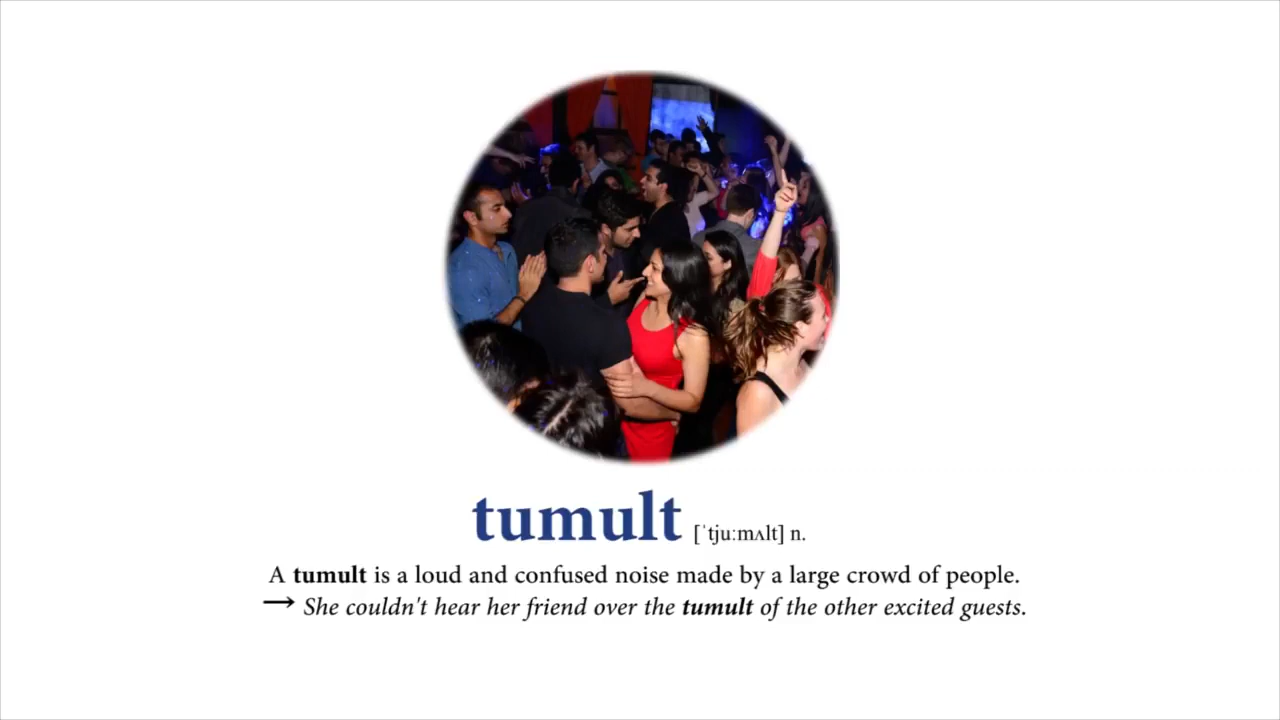 tumult [ˈtjuːmʌlt] n.
A tumult is a loud and confused noise made by a large crowd of people.
→ She couldn't hear her friend over the tumult of the other excited guests.